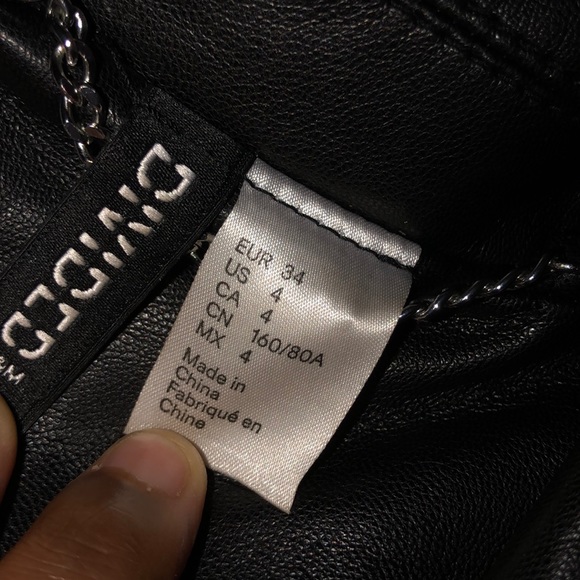 DIVIDED
H&M
EUR 34
US 4
CA 4
CN 160/80A
MX 4
Made in
China
Fabriqué en
Chine